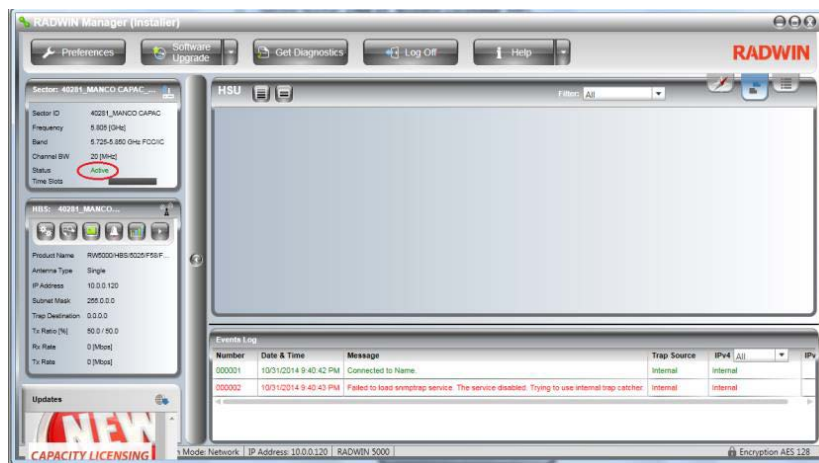 RADWIN Manager (Installer)
Preferences
Software Upgrade
Get Diagnostics
Log Off
Help
RADWIN
Sector: 40281_MANCO CAPAC_...
Sector ID 40281_MANCO CAPAC
Frequency 5.805 [GHz]
Band 5.725-5.850 GHz FCC/IC
Channel BW 20 [MHz]
Status Active
Time Slots
HBS: 40281_MANCO...
Product Name RW5000/HBS/5025/F58/F...
Antenna Type Single
IP Address 10.0.0.120
Subnet Mask 255.0.0.0
Trap Destination 0.0.0.0
Tx Ratio [%] 50.0 / 50.0
Rx Rate 0 [Mbps]
Tx Rate 0 [Mbps]
Updates
NEW
CAPACITY LICENSING
HSU
Filter: All
Events Log
Number Date & Time Message Trap Source IPv4 All IPv
000001 10/31/2014 9:40:42 PM Connected to Name. Internal Internal
000002 10/31/2014 9:40:43 PM Failed to load snmptrap service. The service disabled. Trying to use internal trap catcher. Internal Internal
n Mode: Network IP Address: 10.0.0.120 RADWIN 5000 Encryption AES 128